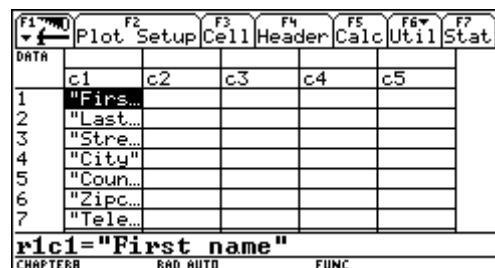 F1 F2 F3 F4 F5 F6 F7
Plot Setup Cell Header Calc Util Stat
DATA
c1 c2 c3 c4 c5
1 "Firs…
2 "Last…
3 "Stre…
4 "City"
5 "Coun…
6 "Zipc…
7 "Tele…
r1c1="First name"
CHAPTER8 RAD AUTO FUNC